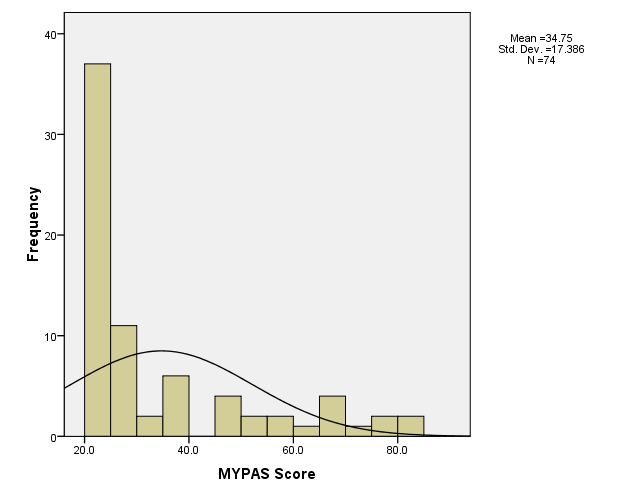 Mean =34.75
Std. Dev. =17.386
N =74
40
30
20
10
0
Frequency
20.0 40.0 60.0 80.0
MYPAS Score